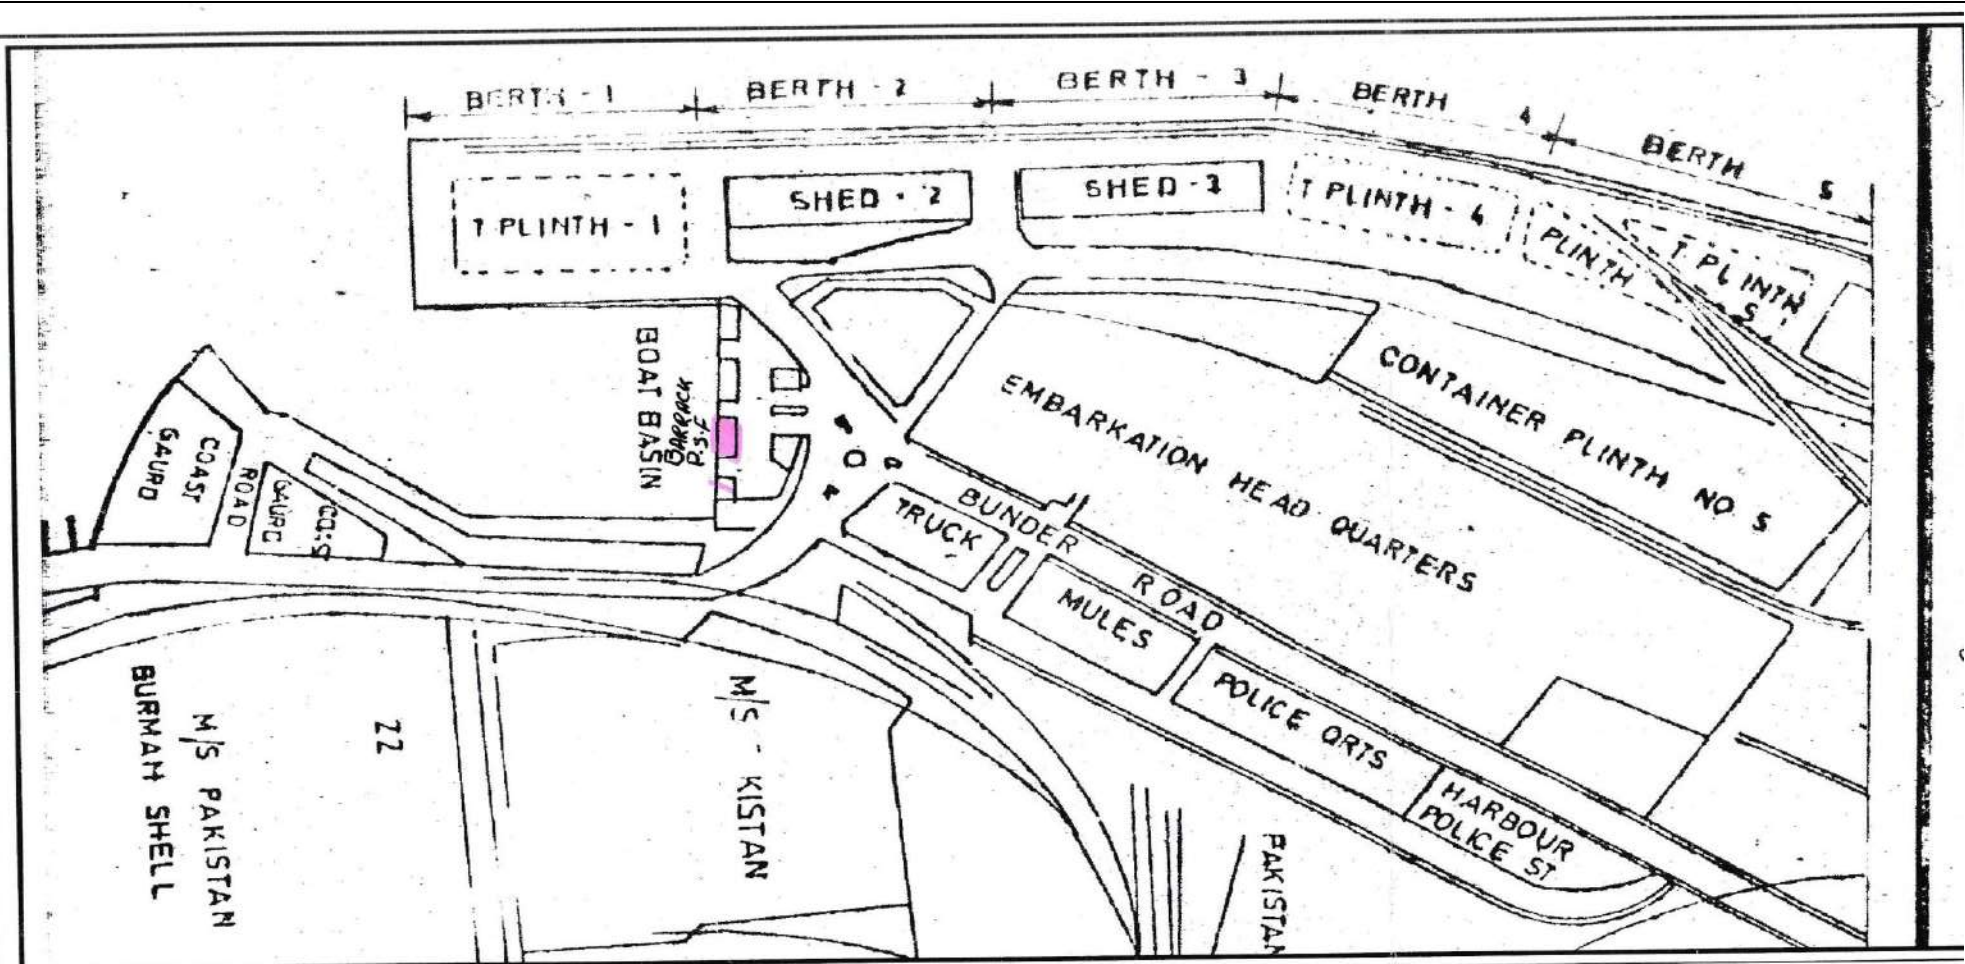 BERTH - 1
BERTH - 2
BERTH - 3
BERTH 4
BERTH 5
T PLINTH - 1
SHED - 2
SHED - 3
T PLINTH - 4
PLINTH
T PLINTH
5
BOAT BASIN
BARRACK
P.S.F
CONTAINER PLINTH NO 5
EMBARKATION HEAD QUARTERS
COAST
GAURD
ROAD
GAURD
TRUCK
BUNDER
ROAD
MULES
POLICE QRTS
HARBOUR
POLICE ST
M/S PAKISTAN
BURMAH SHELL
ZZ
M/S - KISTAN
PAKISTAN